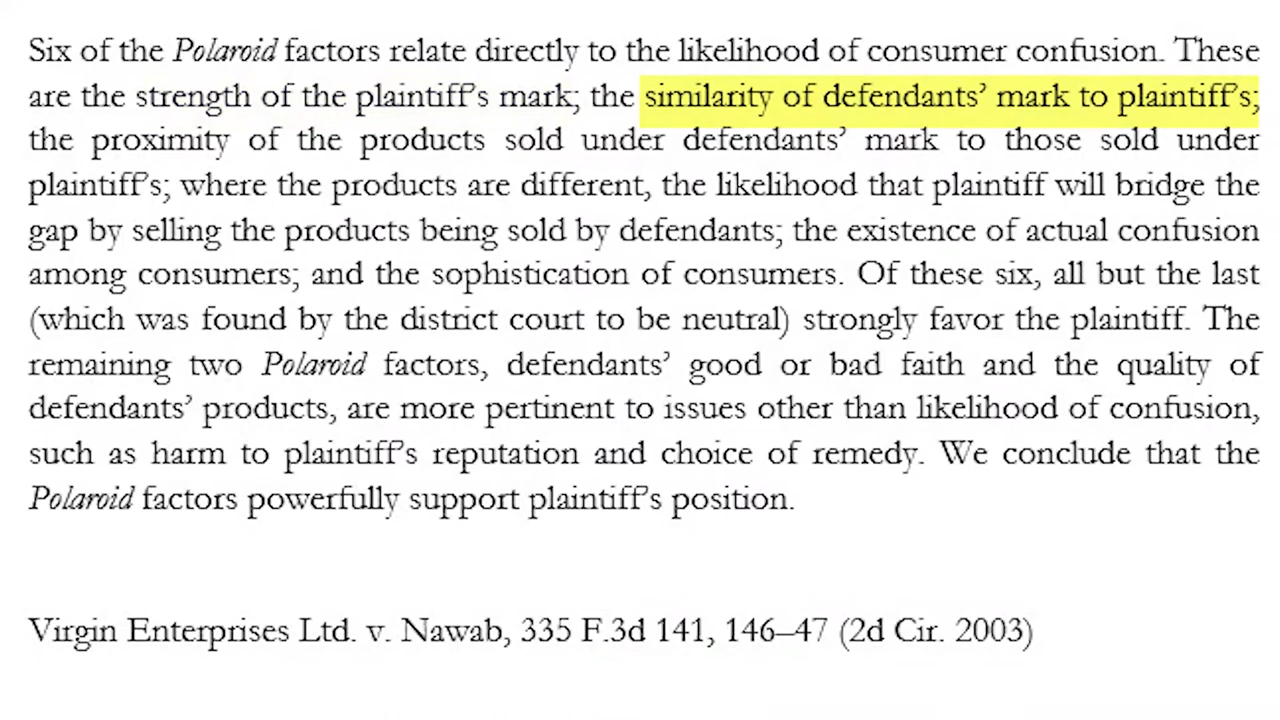 Six of the Polaroid factors relate directly to the likelihood of consumer confusion. These
are the strength of the plaintiff's mark; the similarity of defendants' mark to plaintiff's;
the proximity of the products sold under defendants' mark to those sold under
plaintiff's; where the products are different, the likelihood that plaintiff will bridge the
gap by selling the products being sold by defendants; the existence of actual confusion
among consumers; and the sophistication of consumers. Of these six, all but the last
(which was found by the district court to be neutral) strongly favor the plaintiff. The
remaining two Polaroid factors, defendants' good or bad faith and the quality of
defendants' products, are more pertinent to issues other than likelihood of confusion,
such as harm to plaintiff's reputation and choice of remedy. We conclude that the
Polaroid factors powerfully support plaintiff's position.
Virgin Enterprises Ltd. v. Nawab, 335 F.3d 141, 146–47 (2d Cir. 2003)